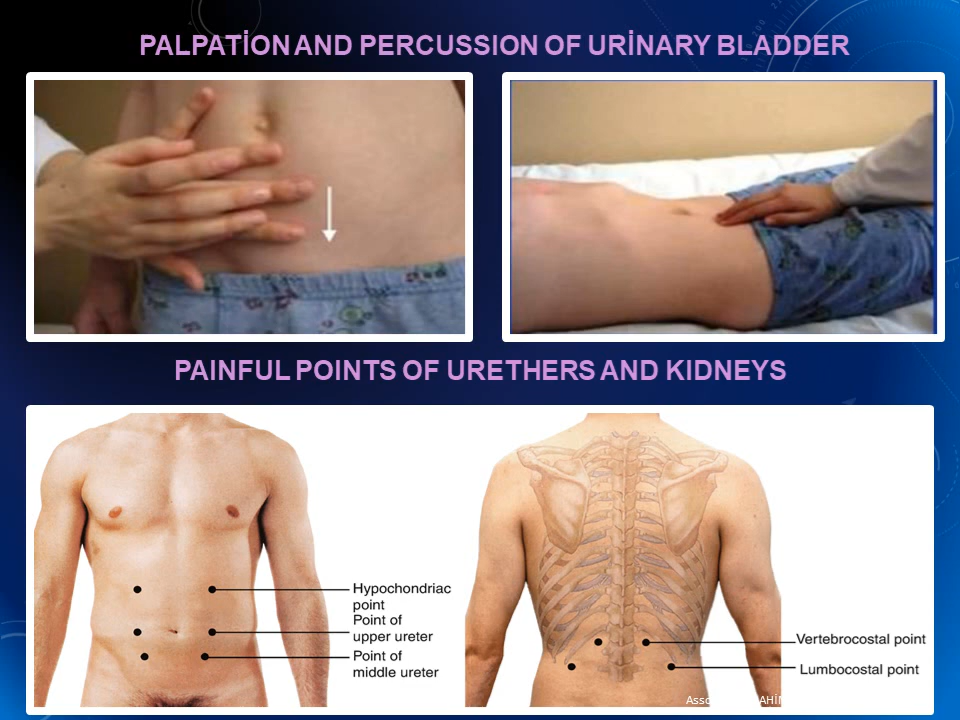 PALPATİON AND PERCUSSION OF URİNARY BLADDER
PAINFUL POINTS OF URETHERS AND KIDNEYS
Hypochondriac
point
Point of
upper ureter
Point of
middle ureter
Vertebrocostal point
Lumbocostal point